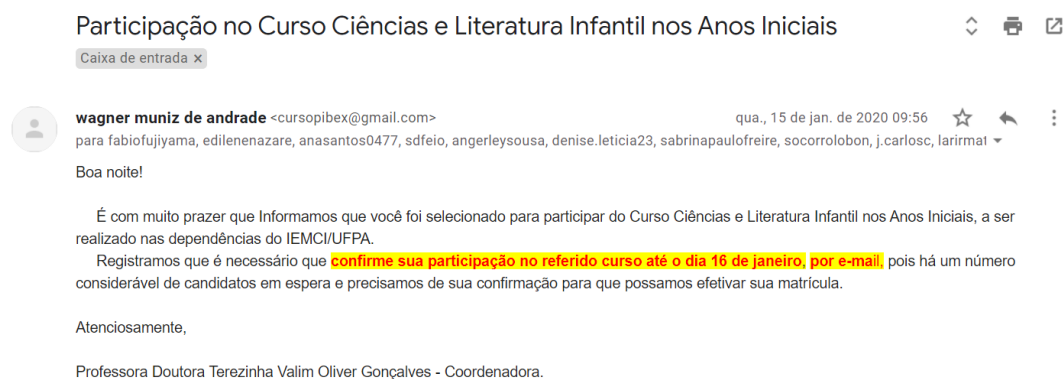 Participação no Curso Ciências e Literatura Infantil nos Anos Iniciais
Caixa de entrada x
wagner muniz de andrade <cursopibex@gmail.com>
qua., 15 de jan. de 2020 09:56
para fabiofujiyama, edilenenazare, anasantos0477, sdfeio, angerleysousa, denise.leticia23, sabrinapaulofreire, socorrolobon, j.carlosc, larirmat
Boa noite!
É com muito prazer que Informamos que você foi selecionado para participar do Curso Ciências e Literatura Infantil nos Anos Iniciais, a ser
realizado nas dependências do IEMCI/UFPA.
Registramos que é necessário que confirme sua participação no referido curso até o dia 16 de janeiro, por e-mail, pois há um número
considerável de candidatos em espera e precisamos de sua confirmação para que possamos efetivar sua matrícula.
Atenciosamente,
Professora Doutora Terezinha Valim Oliver Gonçalves - Coordenadora.